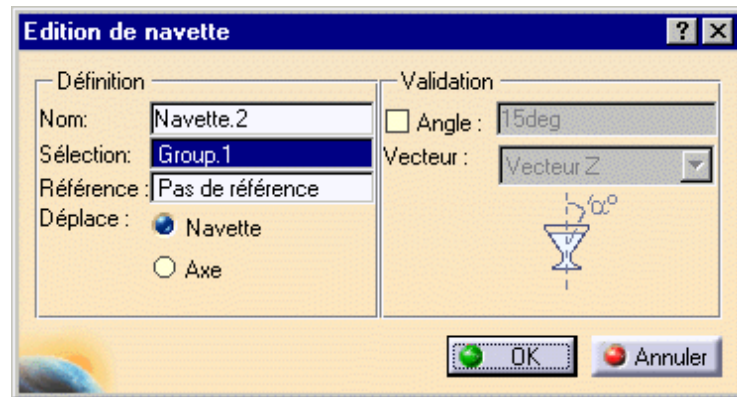 Edition de navette
? X
Définition
Nom: Navette.2
Sélection: Group.1
Référence : Pas de référence
Déplace : Navette
Axe
Validation
Angle : 15deg
Vecteur : Vecteur Z
α°
OK Annuler